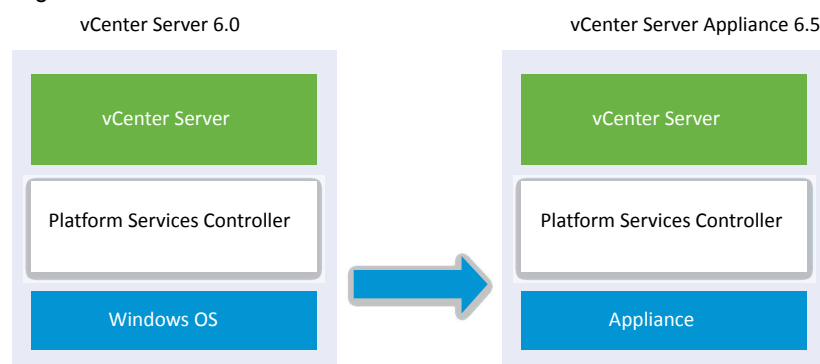 vCenter Server 6.0
vCenter Server Appliance 6.5
vCenter Server
vCenter Server
Platform Services Controller
Platform Services Controller
Windows OS
Appliance